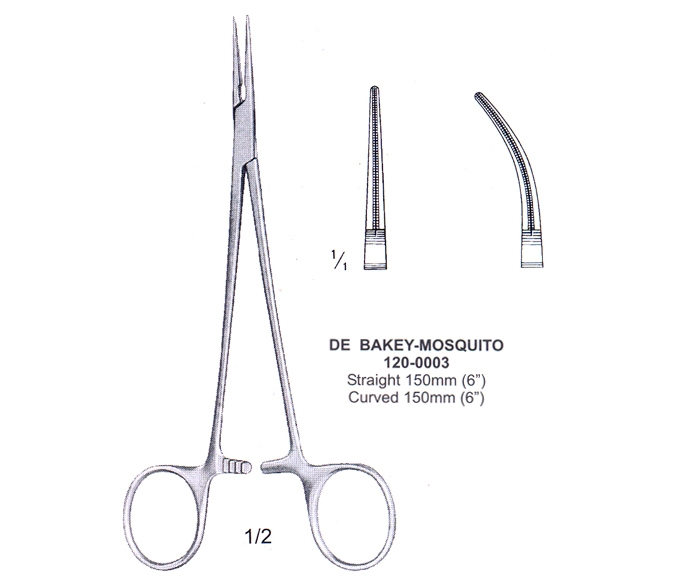 1/1
DE BAKEY-MOSQUITO
120-0003
Straight 150mm (6”)
Curved 150mm (6”)
1/2